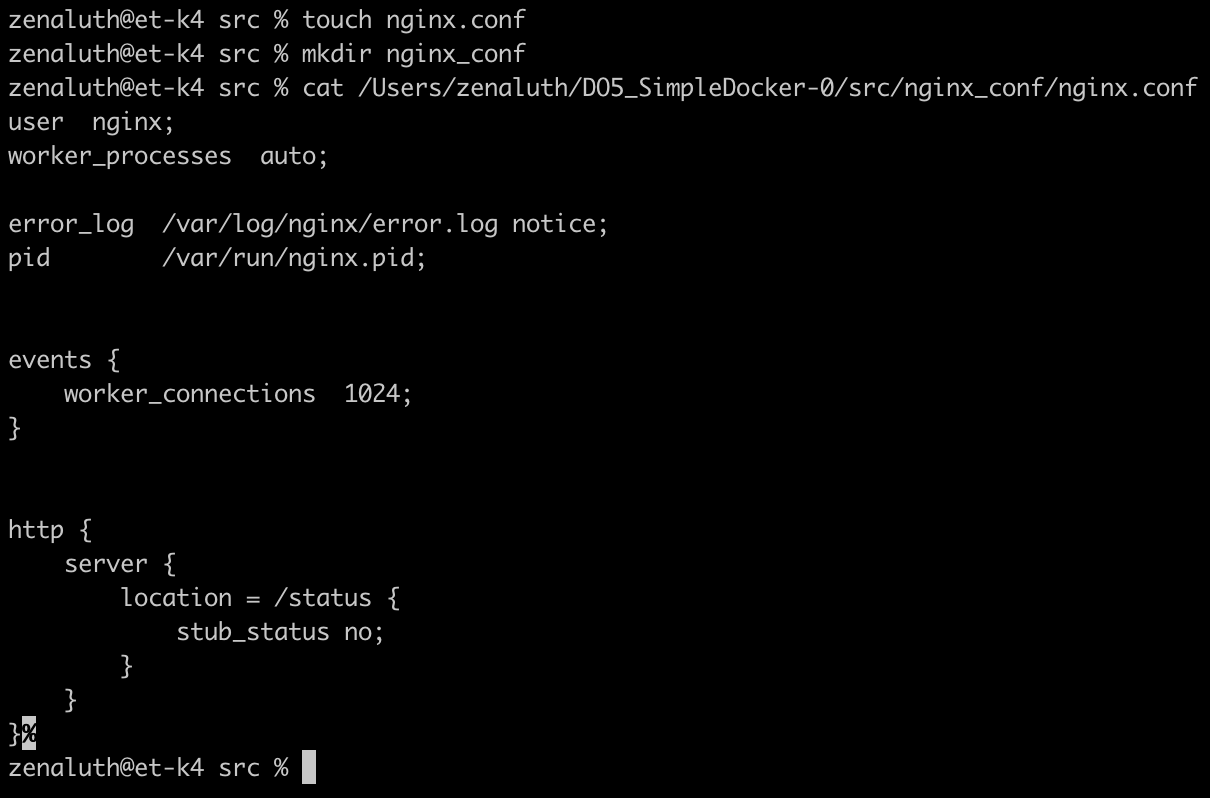 zenaluth@et-k4 src % touch nginx.conf
zenaluth@et-k4 src % mkdir nginx_conf
zenaluth@et-k4 src % cat /Users/zenaluth/DO5_SimpleDocker-0/src/nginx_conf/nginx.conf
user  nginx;
worker_processes  auto;
error_log  /var/log/nginx/error.log notice;
pid        /var/run/nginx.pid;
events {
    worker_connections  1024;
}
http {
    server {
        location = /status {
            stub_status no;
        }
    }
}%
zenaluth@et-k4 src %